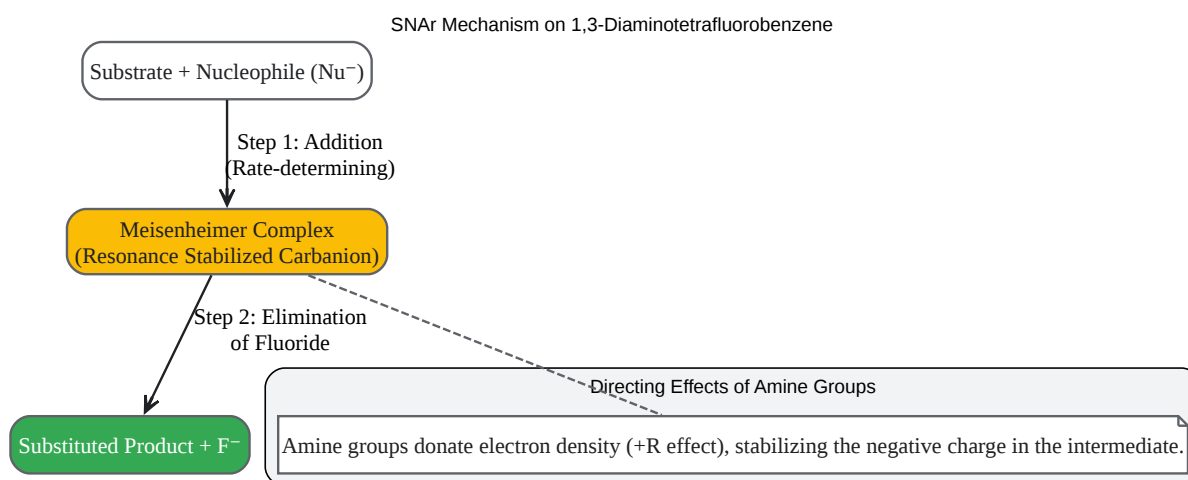 SNAr Mechanism on 1,3-Diaminotetrafluorobenzene
Substrate + Nucleophile (Nu⁻)
Step 1: Addition
(Rate-determining)
Meisenheimer Complex
(Resonance Stabilized Carbanion)
Step 2: Elimination
of Fluoride
Directing Effects of Amine Groups
Substituted Product + F⁻
Amine groups donate electron density (+R effect), stabilizing the negative charge in the intermediate.